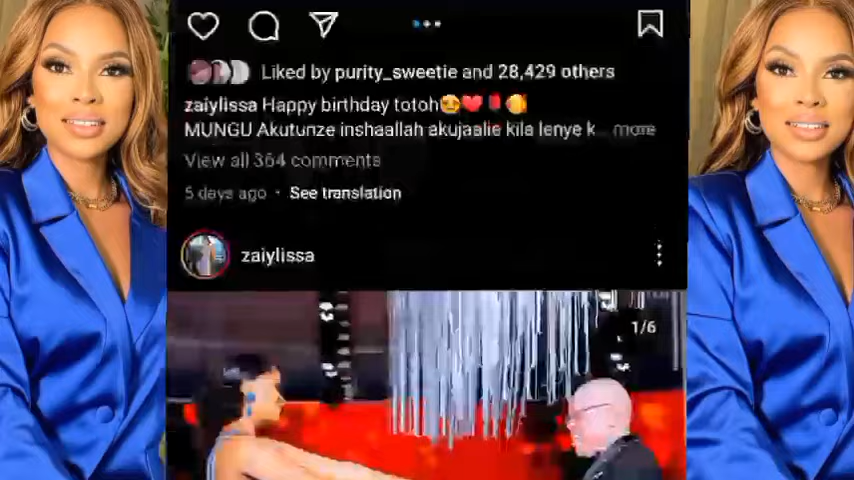 Liked by purity_sweetie and 28,429 others
zaiylissa Happy birthday totoh
MUNGU Akutunze inshaallah akujaalie kila lenye k... more
View all 364 comments
5 days ago · See translation
zaiylissa
1/6